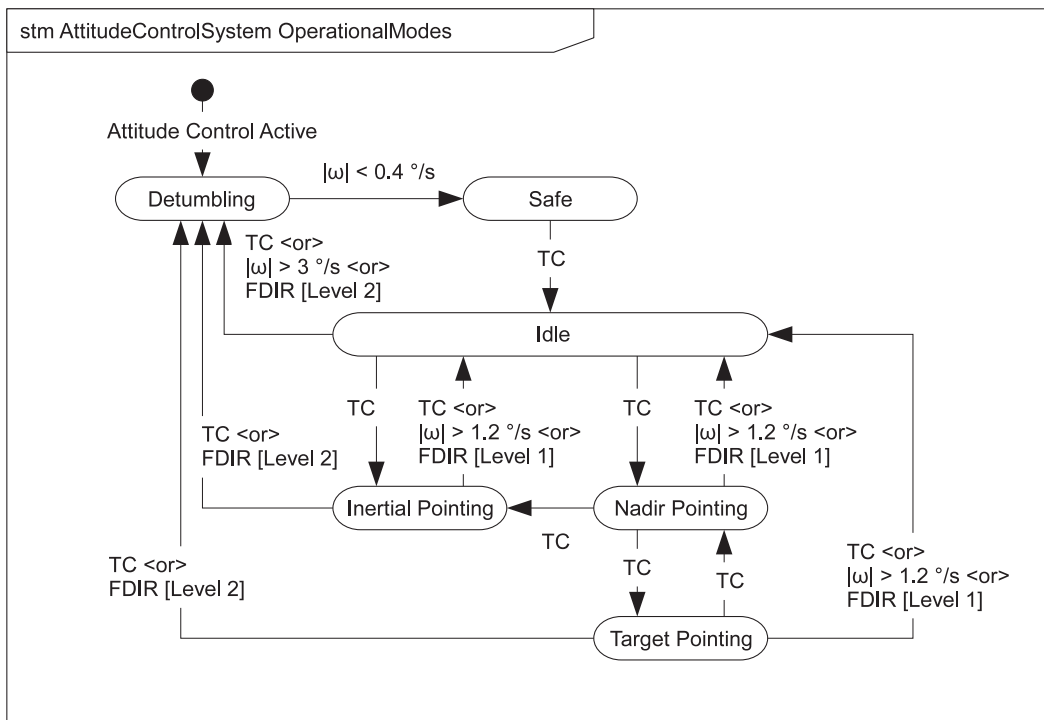 stm AttitudeControlSystem OperationalModes
Attitude Control Active
|ω| < 0.4 °/s
Detumbling
Safe
TC <or>
|ω| > 3 °/s <or>
FDIR [Level 2]
TC
Idle
TC
TC <or>
|ω| > 1.2 °/s <or>
FDIR [Level 1]
TC
TC <or>
|ω| > 1.2 °/s <or>
FDIR [Level 1]
TC <or>
FDIR [Level 2]
Inertial Pointing
Nadir Pointing
TC
TC <or>
FDIR [Level 2]
TC
TC
TC <or>
|ω| > 1.2 °/s <or>
FDIR [Level 1]
Target Pointing